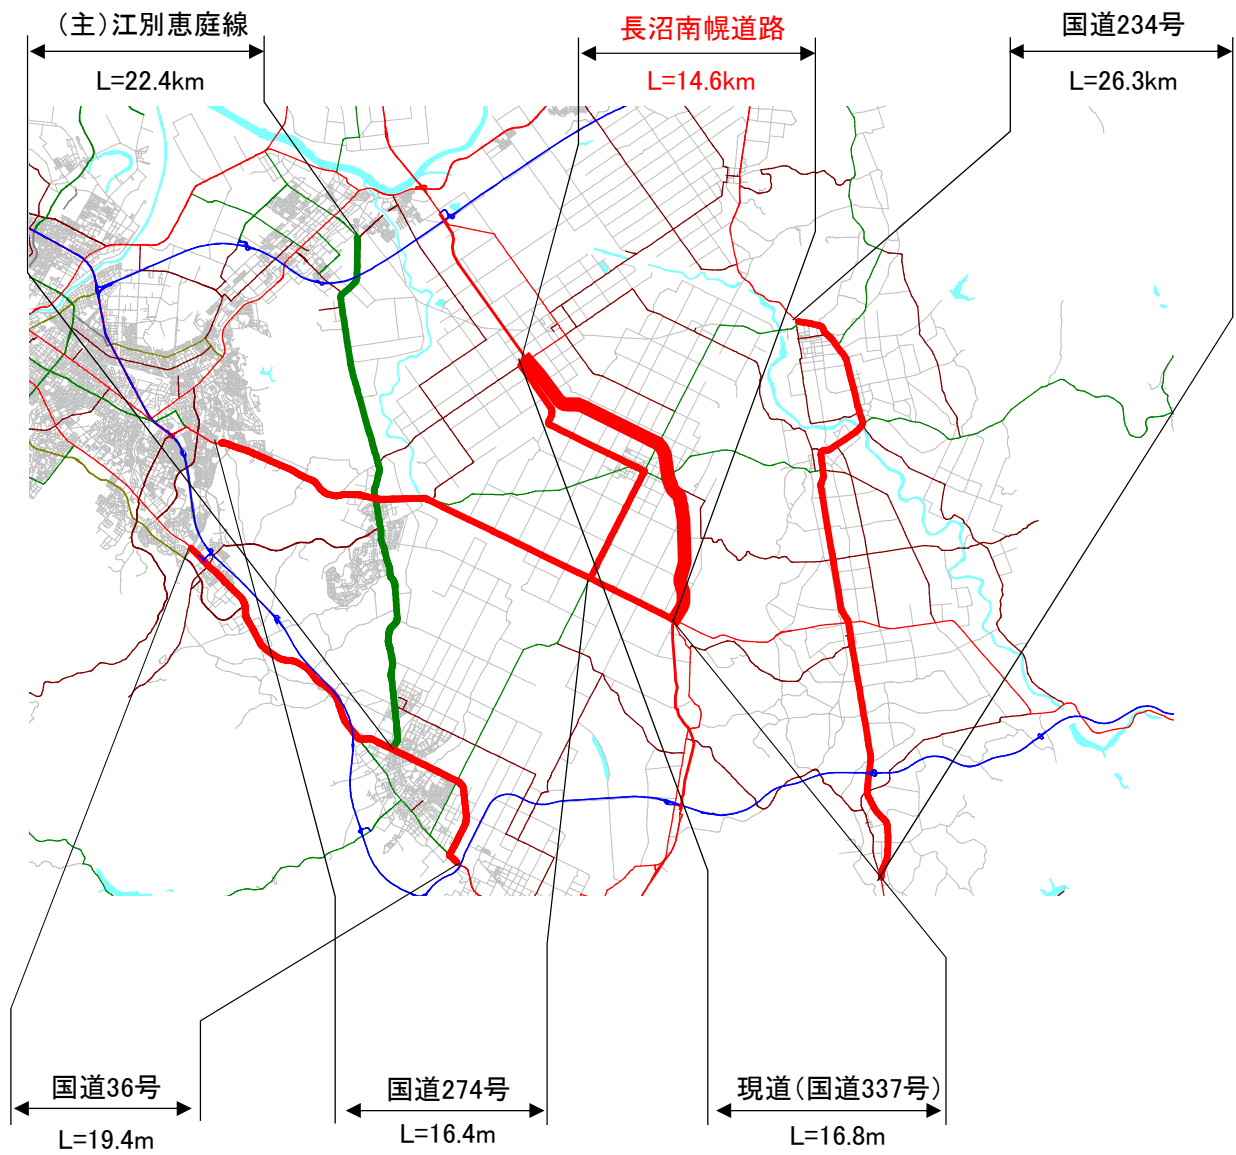 （主）江別恵庭線
L=22.4km
長沼南幌道路
L=14.6km
国道234号
L=26.3km
国道36号
L=19.4m
国道274号
L=16.4m
現道（国道337号）
L=16.8m